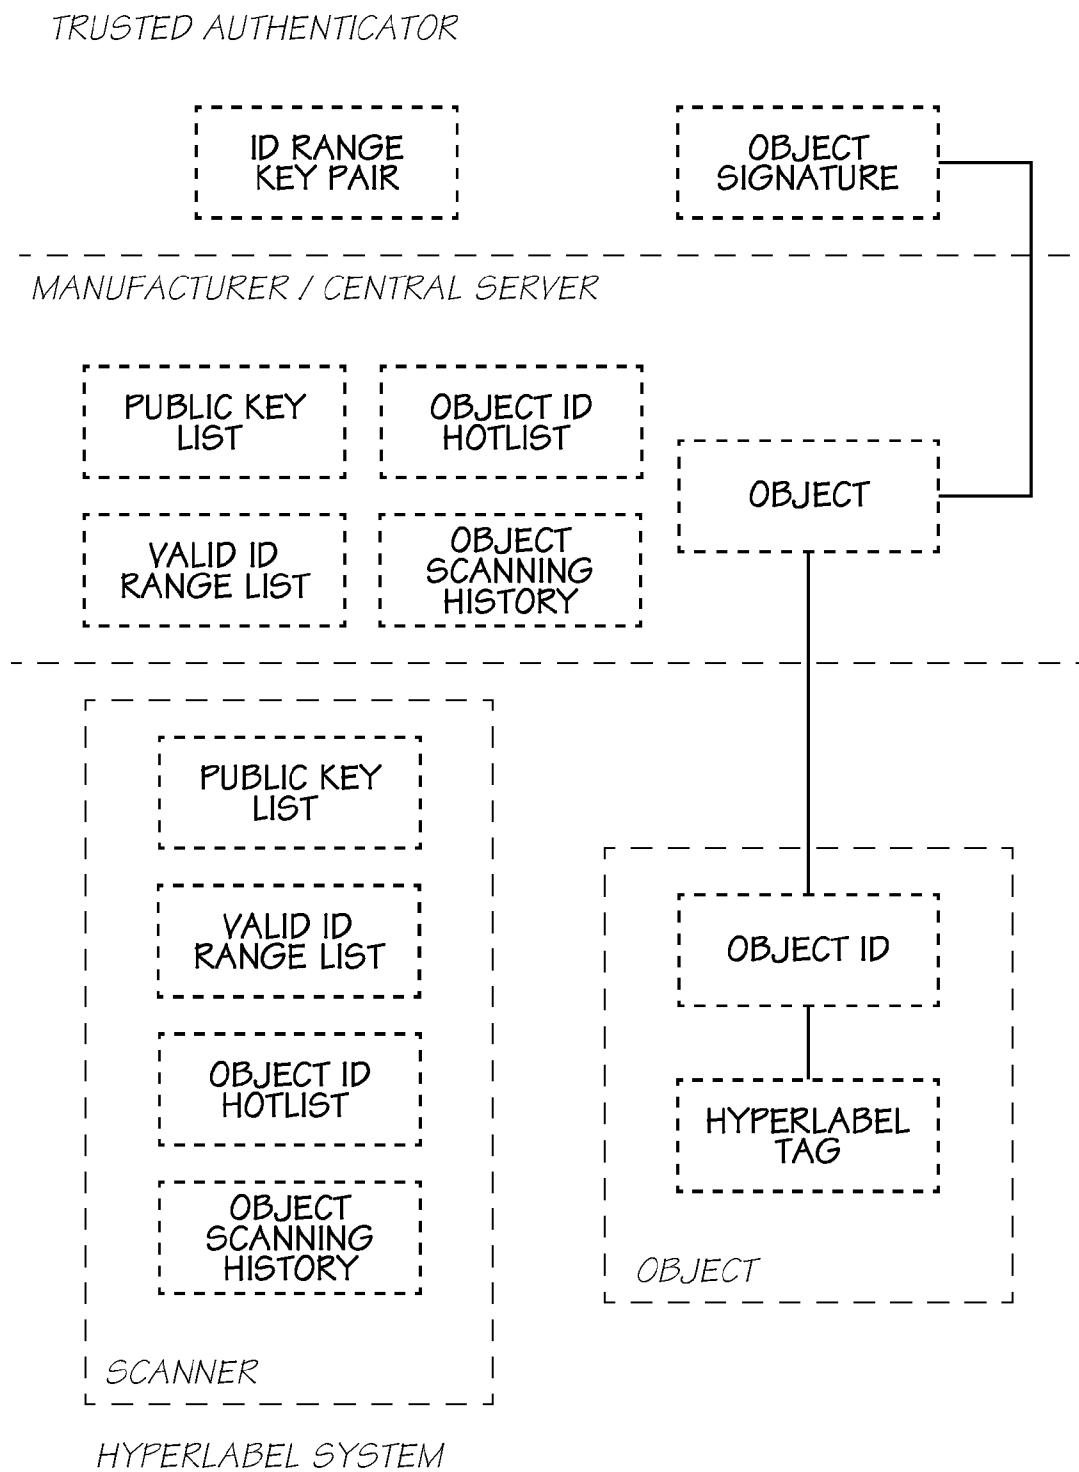 TRUSTED AUTHENTICATOR
ID RANGE
KEY PAIR
OBJECT
SIGNATURE
MANUFACTURER / CENTRAL SERVER
PUBLIC KEY
LIST
OBJECT ID
HOTLIST
OBJECT
VALID ID
RANGE LIST
OBJECT
SCANNING
HISTORY
PUBLIC KEY
LIST
VALID ID
RANGE LIST
OBJECT ID
HOTLIST
OBJECT
SCANNING
HISTORY
SCANNER
OBJECT ID
HYPERLABEL
TAG
OBJECT
HYPERLABEL SYSTEM